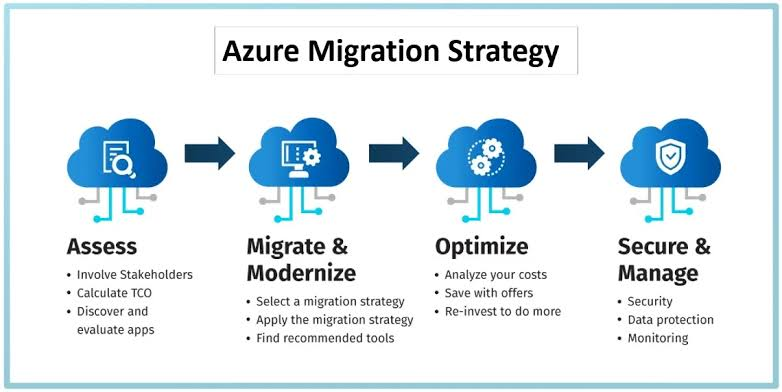 Azure Migration Strategy
Assess
• Involve Stakeholders
• Calculate TCO
• Discover and
evaluate apps
Migrate &
Modernize
• Select a migration strategy
• Apply the migration strategy
• Find recommended tools
Optimize
• Analyze your costs
• Save with offers
• Re-invest to do more
Secure &
Manage
• Security
• Data protection
• Monitoring